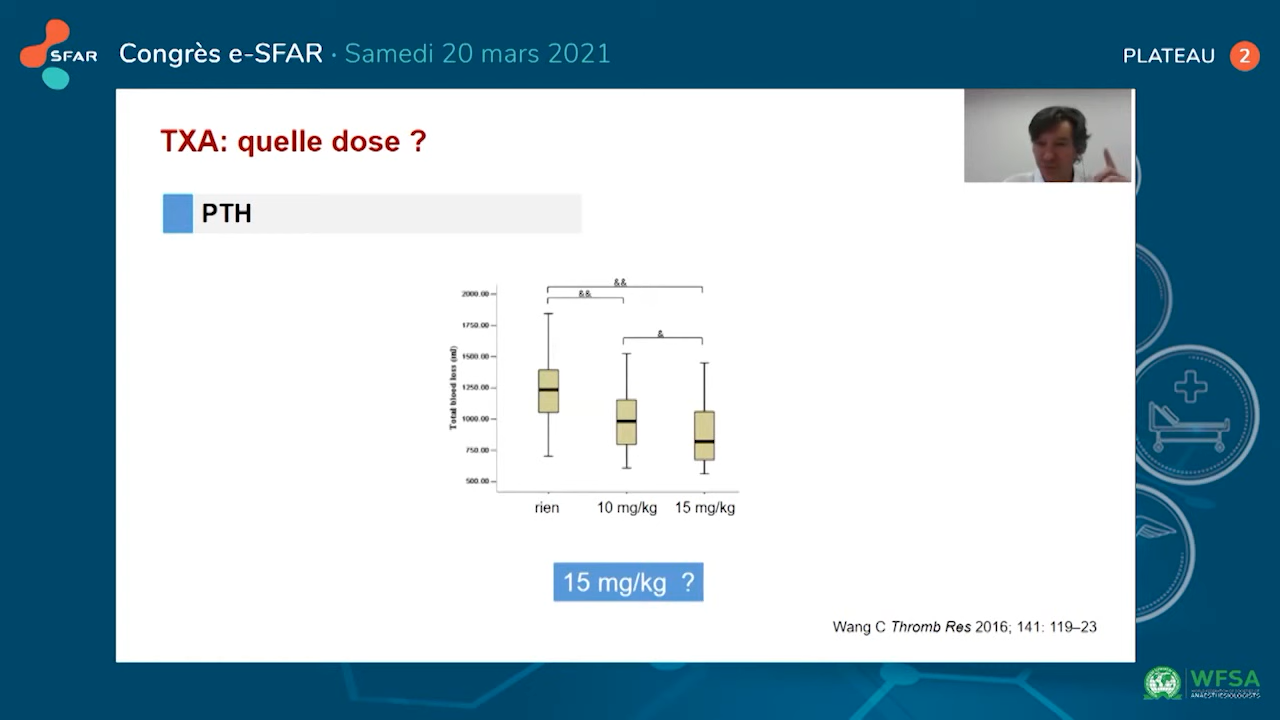 SFAR
Congrès e-SFAR · Samedi 20 mars 2021
PLATEAU 2
TXA: quelle dose ?
PTH
&&
&&
&
Total blood loss (ml)
2000.00
1750.00
1500.00
1250.00
1000.00
750.00
500.00
rien 10 mg/kg 15 mg/kg
15 mg/kg ?
Wang C Thromb Res 2016; 141: 119–23
WFSA
ANAESTHESIOLOGISTS